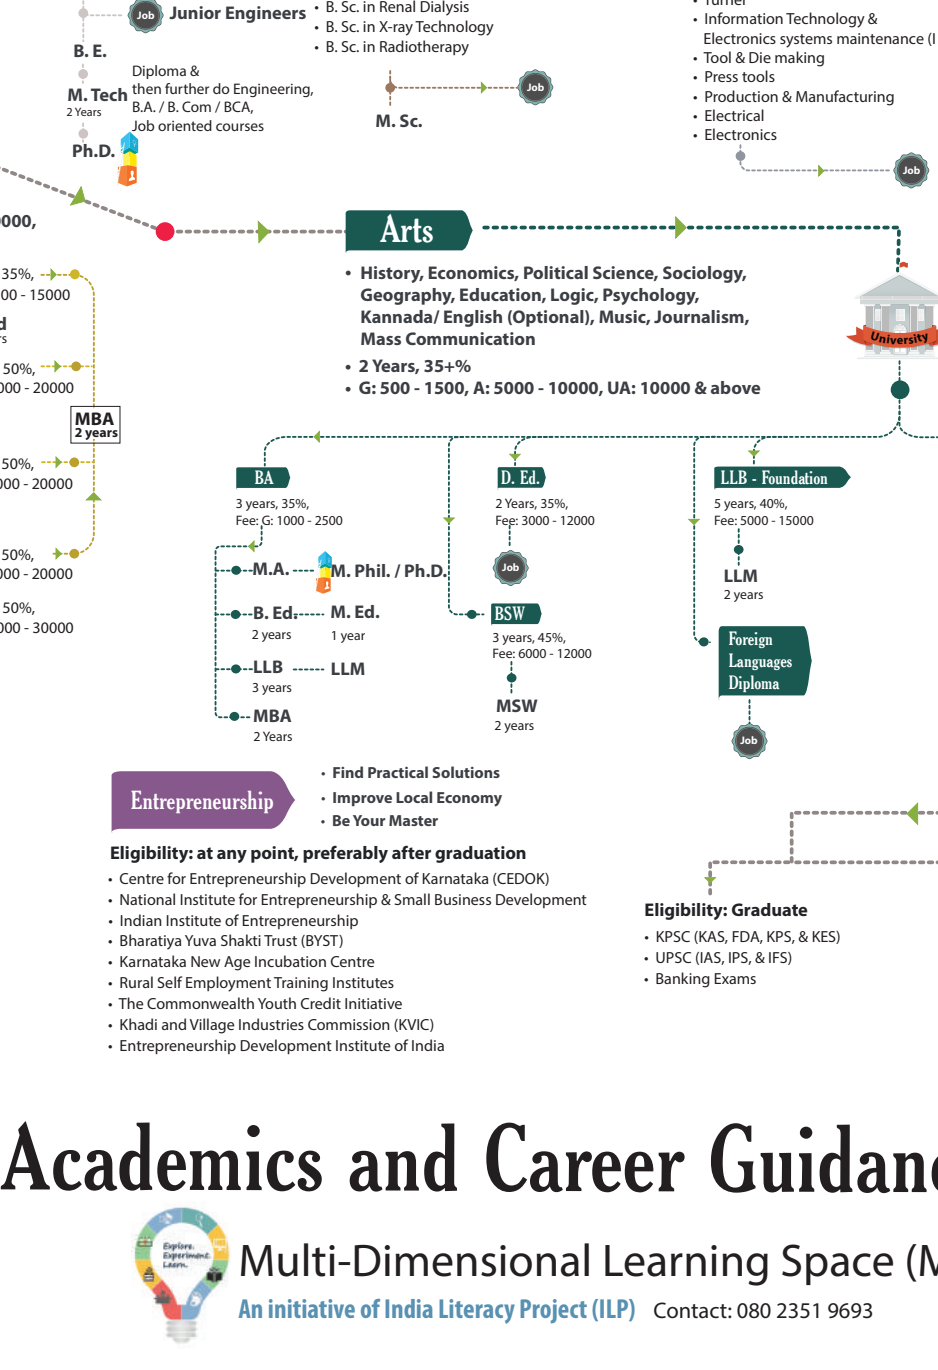 Job
Junior Engineers
B. E.
M. Tech
2 Years
Ph.D.
Diploma &
then further do Engineering,
B.A. / B. Com / BCA,
Job oriented courses
• B. Sc. in Renal Dialysis
• B. Sc. in X-ray Technology
• B. Sc. in Radiotherapy
Job
M. Sc.
• Turner
• Information Technology &
Electronics systems maintenance (I
• Tool & Die making
• Press tools
• Production & Manufacturing
• Electrical
• Electronics
Job
000,
35%,
00 - 15000
d
rs
50%,
000 - 20000
MBA
2 years
50%,
000 - 20000
50%,
000 - 20000
50%,
000 - 30000
Arts
• History, Economics, Political Science, Sociology,
Geography, Education, Logic, Psychology,
Kannada/ English (Optional), Music, Journalism,
Mass Communication
• 2 Years, 35+%
• G: 500 - 1500, A: 5000 - 10000, UA: 10000 & above
University
BA
3 years, 35%,
Fee: G: 1000 - 2500
M.A.
M. Phil. / Ph.D.
B. Ed.
2 years
M. Ed.
1 year
LLB
3 years
LLM
MBA
2 Years
D. Ed.
2 Years, 35%,
Fee: 3000 - 12000
Job
BSW
3 years, 45%,
Fee: 6000 - 12000
MSW
2 years
LLB - Foundation
5 years, 40%,
Fee: 5000 - 15000
LLM
2 years
Foreign
Languages
Diploma
Job
Entrepreneurship
• Find Practical Solutions
• Improve Local Economy
• Be Your Master
Eligibility: at any point, preferably after graduation
• Centre for Entrepreneurship Development of Karnataka (CEDOK)
• National Institute for Entrepreneurship & Small Business Development
• Indian Institute of Entrepreneurship
• Bharatiya Yuva Shakti Trust (BYST)
• Karnataka New Age Incubation Centre
• Rural Self Employment Training Institutes
• The Commonwealth Youth Credit Initiative
• Khadi and Village Industries Commission (KVIC)
• Entrepreneurship Development Institute of India
Eligibility: Graduate
• KPSC (KAS, FDA, KPS, & KES)
• UPSC (IAS, IPS, & IFS)
• Banking Exams
Academics and Career Guidanc
Explore.
Experiment.
Learn.
Multi-Dimensional Learning Space (M
An initiative of India Literacy Project (ILP) Contact: 080 2351 9693